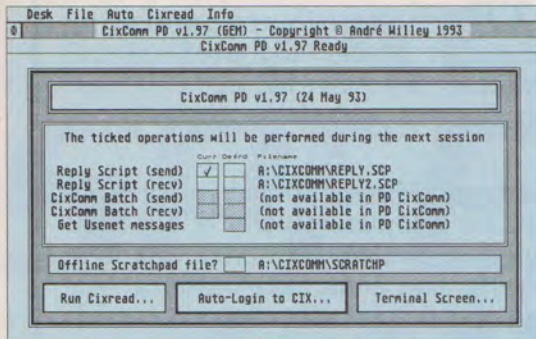 Desk File Auto Cixread Info
CixComm PD v1.97 (GEM) - Copyright © André Willey 1993
CixComm PD v1.97 Ready
CixComm PD v1.97 (24 May 93)
The ticked operations will be performed during the next session
Curr Defrd Filename
Reply Script (send) ✓ A:\CIXCOMM\REPLY.SCP
Reply Script (recv) A:\CIXCOMM\REPLY2.SCP
CixComm Batch (send) (not available in PD CixComm)
CixComm Batch (recv) (not available in PD CixComm)
Get Usenet messages (not available in PD CixComm)
Offline Scratchpad file? A:\CIXCOMM\SCRATCHP
Run Cixread... Auto-Login to CIX... Terminal Screen...